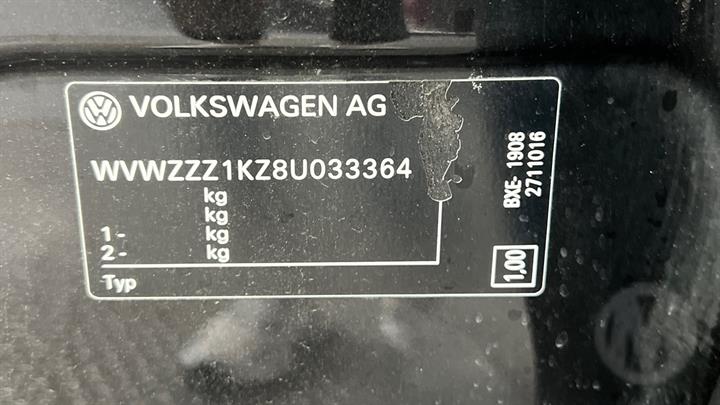 VOLKSWAGEN AG
WVWZZZ1KZ8U033364
kg
kg
1- kg
2- kg
Typ
BXE- 1908
2711016
1.00